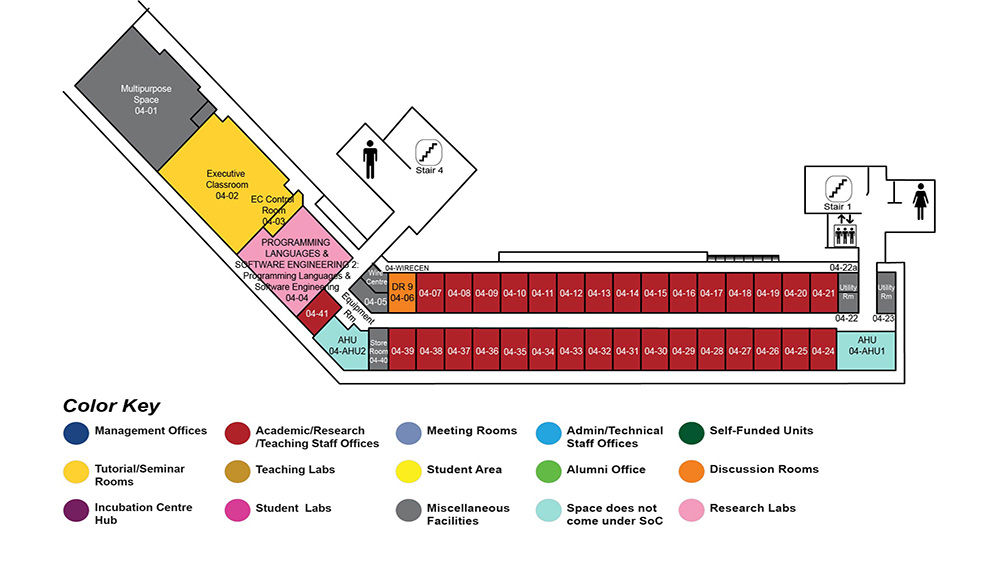 Multipurpose
Space
04-01
Executive
Classroom
04-02
EC Control
Room
04-03
PROGRAMMING
LANGUAGES &
SOFTWARE ENGINEERING 2:
Programming Languages &
Software Engineering
04-04
04-41
Equipment
Rm
AHU
04-AHU2
Stair 4
Stair 1
04-WIRECEN
04-22a
Wire
Centre
04-05
DR 9
04-06
04-07 04-08 04-09 04-10 04-11 04-12 04-13 04-14 04-15 04-16 04-17 04-18 04-19 04-20 04-21
Utility
Rm
04-22
Utility
Rm
04-23
Store
Room
04-40
04-39 04-38 04-37 04-36 04-35 04-34 04-33 04-32 04-31 04-30 04-29 04-28 04-27 04-26 04-25 04-24
AHU
04-AHU1
Color Key
Management Offices
Academic/Research
/Teaching Staff Offices
Meeting Rooms
Admin/Technical
Staff Offices
Self-Funded Units
Tutorial/Seminar
Rooms
Teaching Labs
Student Area
Alumni Office
Discussion Rooms
Incubation Centre
Hub
Student Labs
Miscellaneous
Facilities
Space does not
come under SoC
Research Labs